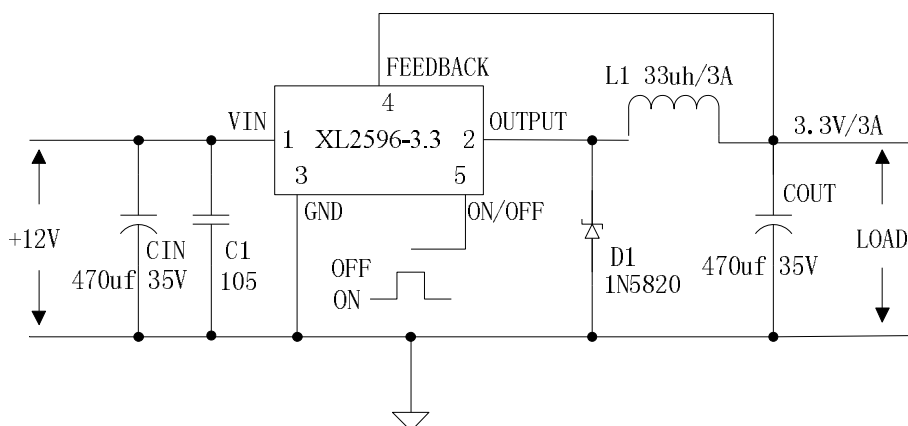 FEEDBACK
L1 33uh/3A
4
VIN
OUTPUT
3.3V/3A
1 XL2596-3.3 2
3 5
GND
ON/OFF
COUT
+12V
CIN
C1
OFF
D1
LOAD
470uf 35V
105
ON
1N5820
470uf 35V